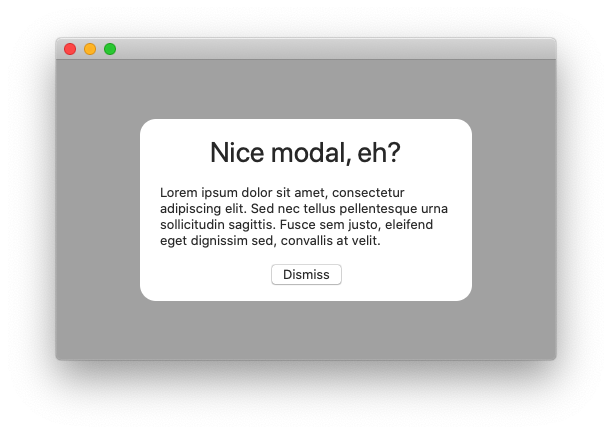 Nice modal, eh?
Lorem ipsum dolor sit amet, consectetur
adipiscing elit. Sed nec tellus pellentesque urna
sollicitudin sagittis. Fusce sem justo, eleifend
eget dignissim sed, convallis at velit.
Dismiss